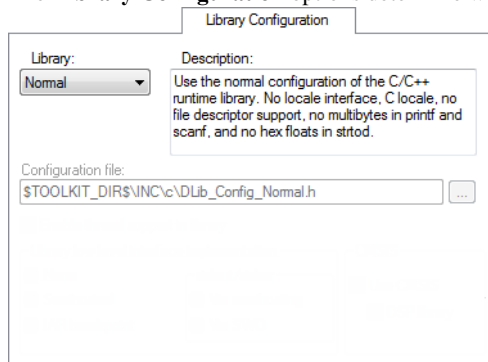 Library Configuration
Library:
Description:
Normal
Use the normal configuration of the C/C++
runtime library. No locale interface, C locale, no
file descriptor support, no multibytes in printf and
scanf, and no hex floats in strtod.
Configuration file:
$TOOLKIT_DIR$\INC\c\DLib_Config_Normal.h
...